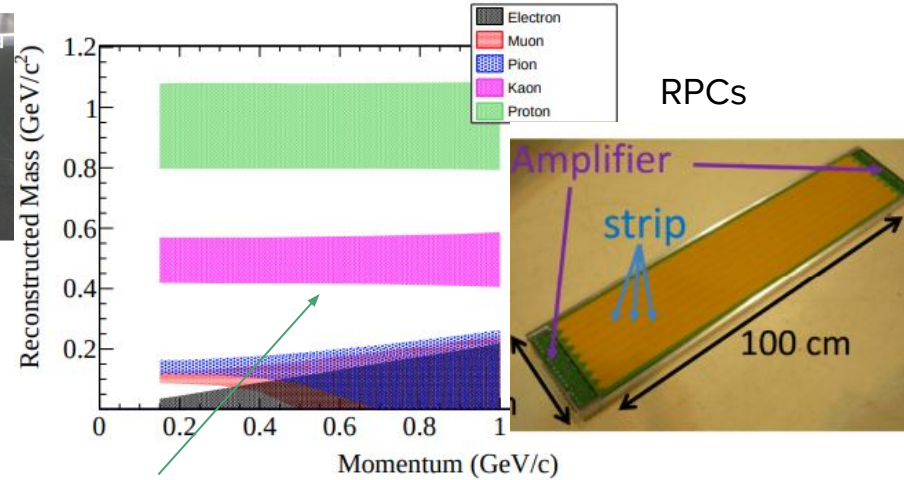 Electron
Muon
Pion
Kaon
Proton
RPCs
Reconstructed Mass (GeV/c²)
1.2
1
0.8
0.6
0.4
0.2
0
0.2
0.4
0.6
0.8
1
Momentum (GeV/c)
Amplifier
strip
100 cm